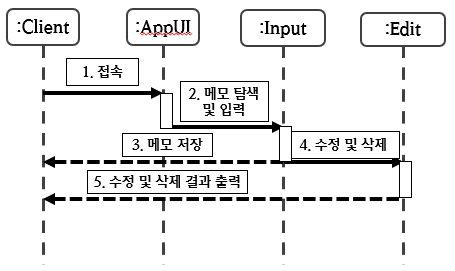 :Client
:AppUI
:Input
:Edit
1. 접속
2. 메모 탐색
및 입력
3. 메모 저장
4. 수정 및 삭제
5. 수정 및 삭제 결과 출력